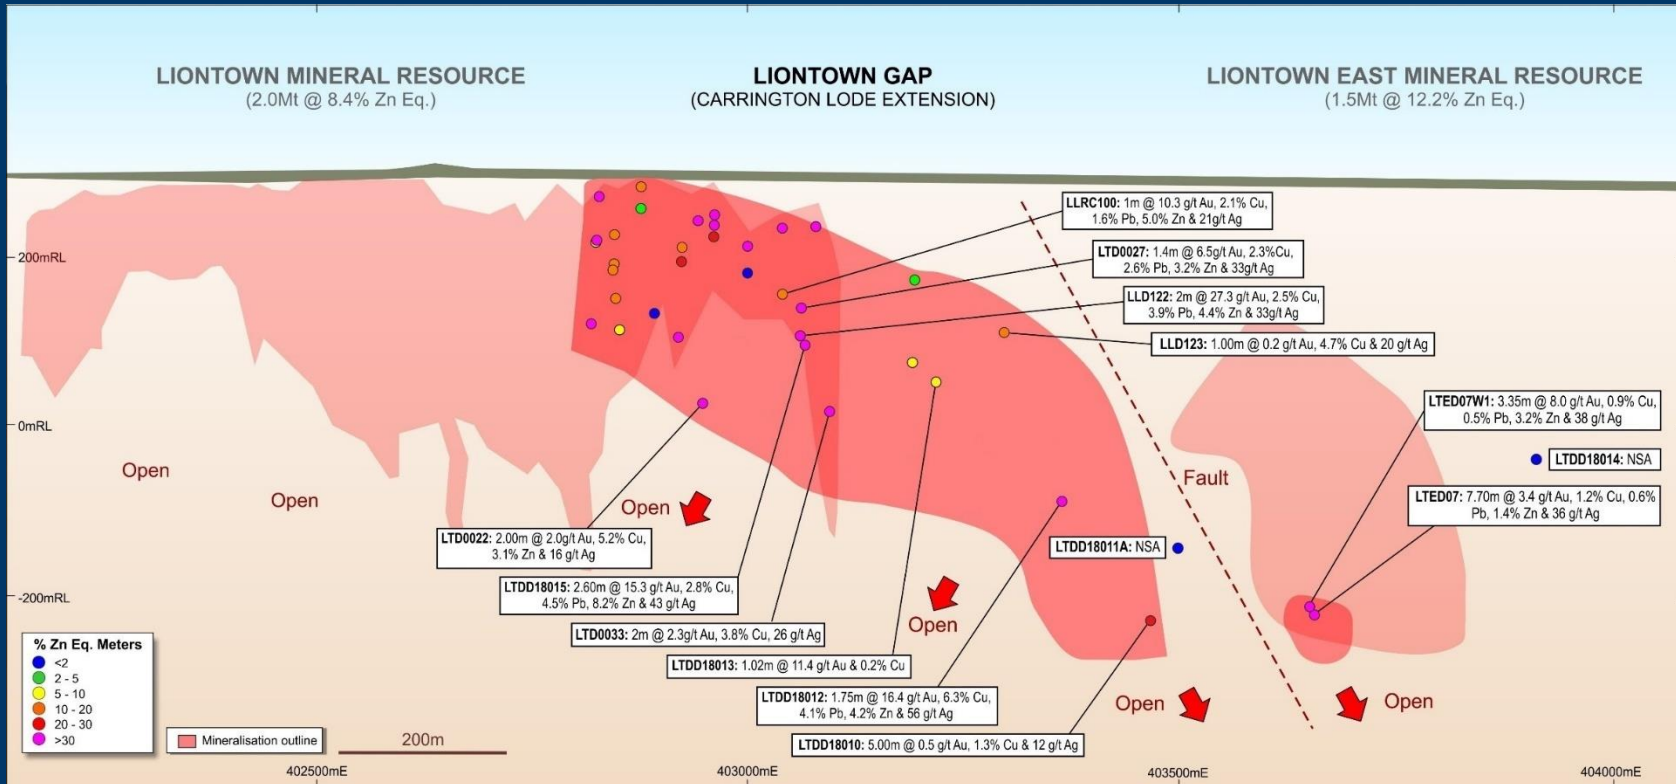 LIONTOWN MINERAL RESOURCE
(2.0Mt @ 8.4% Zn Eq.)
LIONTOWN GAP
(CARRINGTON LODE EXTENSION)
LIONTOWN EAST MINERAL RESOURCE
(1.5Mt @ 12.2% Zn Eq.)
LLRC100: 1m @ 10.3 g/t Au, 2.1% Cu,
1.6% Pb, 5.0% Zn & 21g/t Ag
LTD0027: 1.4m @ 6.5g/t Au, 2.3%Cu,
2.6% Pb, 3.2% Zn & 33g/t Ag
200mRL
LLD122: 2m @ 27.3 g/t Au, 2.5% Cu,
3.9% Pb, 4.4% Zn & 33g/t Ag
LLD123: 1.00m @ 0.2 g/t Au, 4.7% Cu & 20 g/t Ag
LTED07W1: 3.35m @ 8.0 g/t Au, 0.9% Cu,
0.5% Pb, 3.2% Zn & 38 g/t Ag
0mRL
Open
Open
Open
Fault
LTDD18014: NSA
LTED07: 7.70m @ 3.4 g/t Au, 1.2% Cu, 0.6%
Pb, 1.4% Zn & 36 g/t Ag
LTD0022: 2.00m @ 2.0g/t Au, 5.2% Cu,
3.1% Zn & 16 g/t Ag
LTDD18011A: NSA
LTDD18015: 2.60m @ 15.3 g/t Au, 2.8% Cu,
4.5% Pb, 8.2% Zn & 43 g/t Ag
-200mRL
LTD0033: 2m @ 2.3g/t Au, 3.8% Cu, 26 g/t Ag
Open
LTDD18013: 1.02m @ 11.4 g/t Au & 0.2% Cu
LTDD18012: 1.75m @ 16.4 g/t Au, 6.3% Cu,
4.1% Pb, 4.2% Zn & 56 g/t Ag
Open
Open
LTDD18010: 5.00m @ 0.5 g/t Au, 1.3% Cu & 12 g/t Ag
% Zn Eq. Meters
<2
2 - 5
5 - 10
10 - 20
20 - 30
>30
Mineralisation outline
200m
402500mE
403000mE
403500mE
404000mE